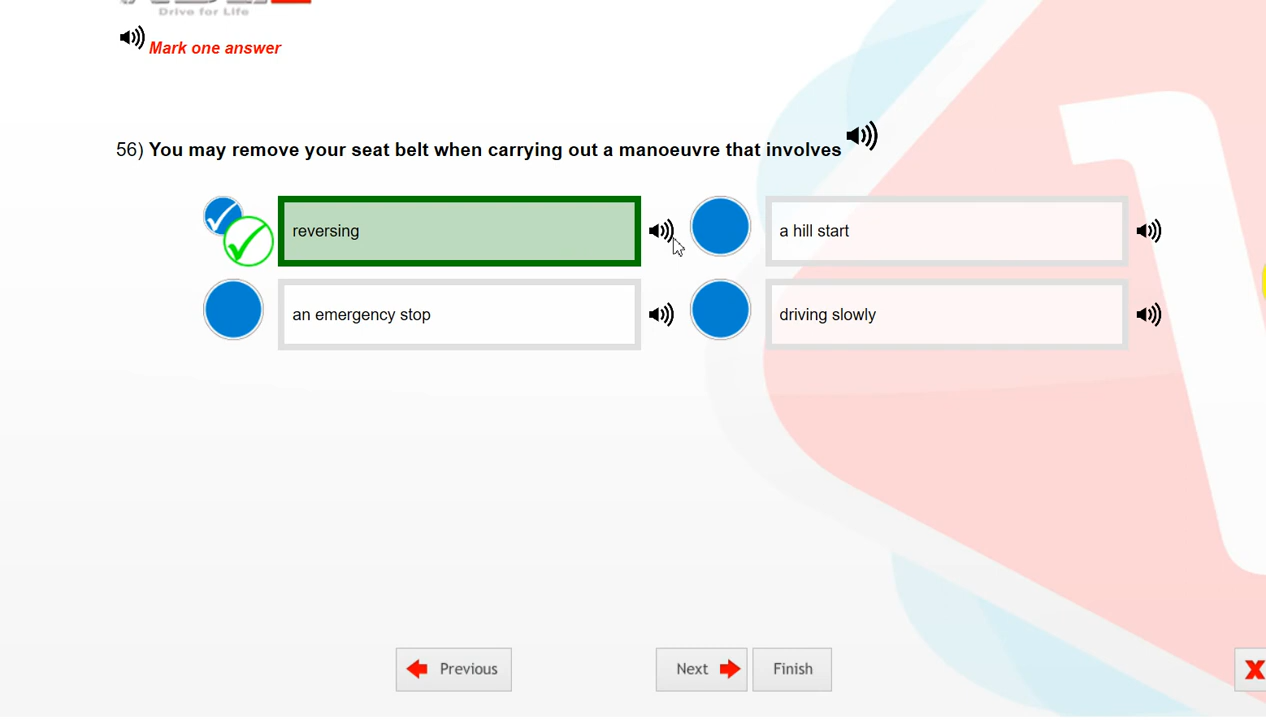 Drive for Life
Mark one answer
56) You may remove your seat belt when carrying out a manoeuvre that involves
reversing
a hill start
an emergency stop
driving slowly
Previous
Next
Finish
X